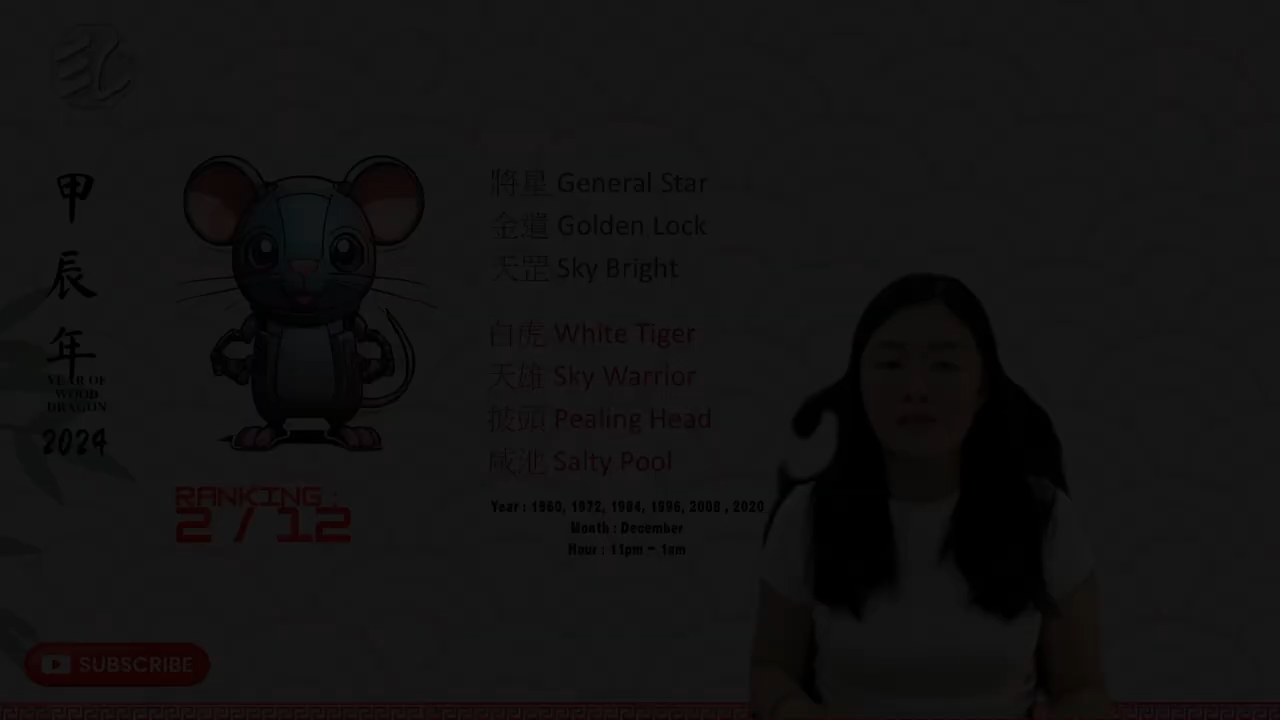 甲
辰
年
YEAR OF
WOOD
DRAGON
2024
RANKING :
2 / 12
將星 General Star
金遺 Golden Lock
天罡 Sky Bright
白虎 White Tiger
天雄 Sky Warrior
披頭 Pealing Head
咸池 Salty Pool
Year : 1960, 1972, 1984, 1996, 2008 , 2020
Month : December
Hour : 11pm - 1am
SUBSCRIBE